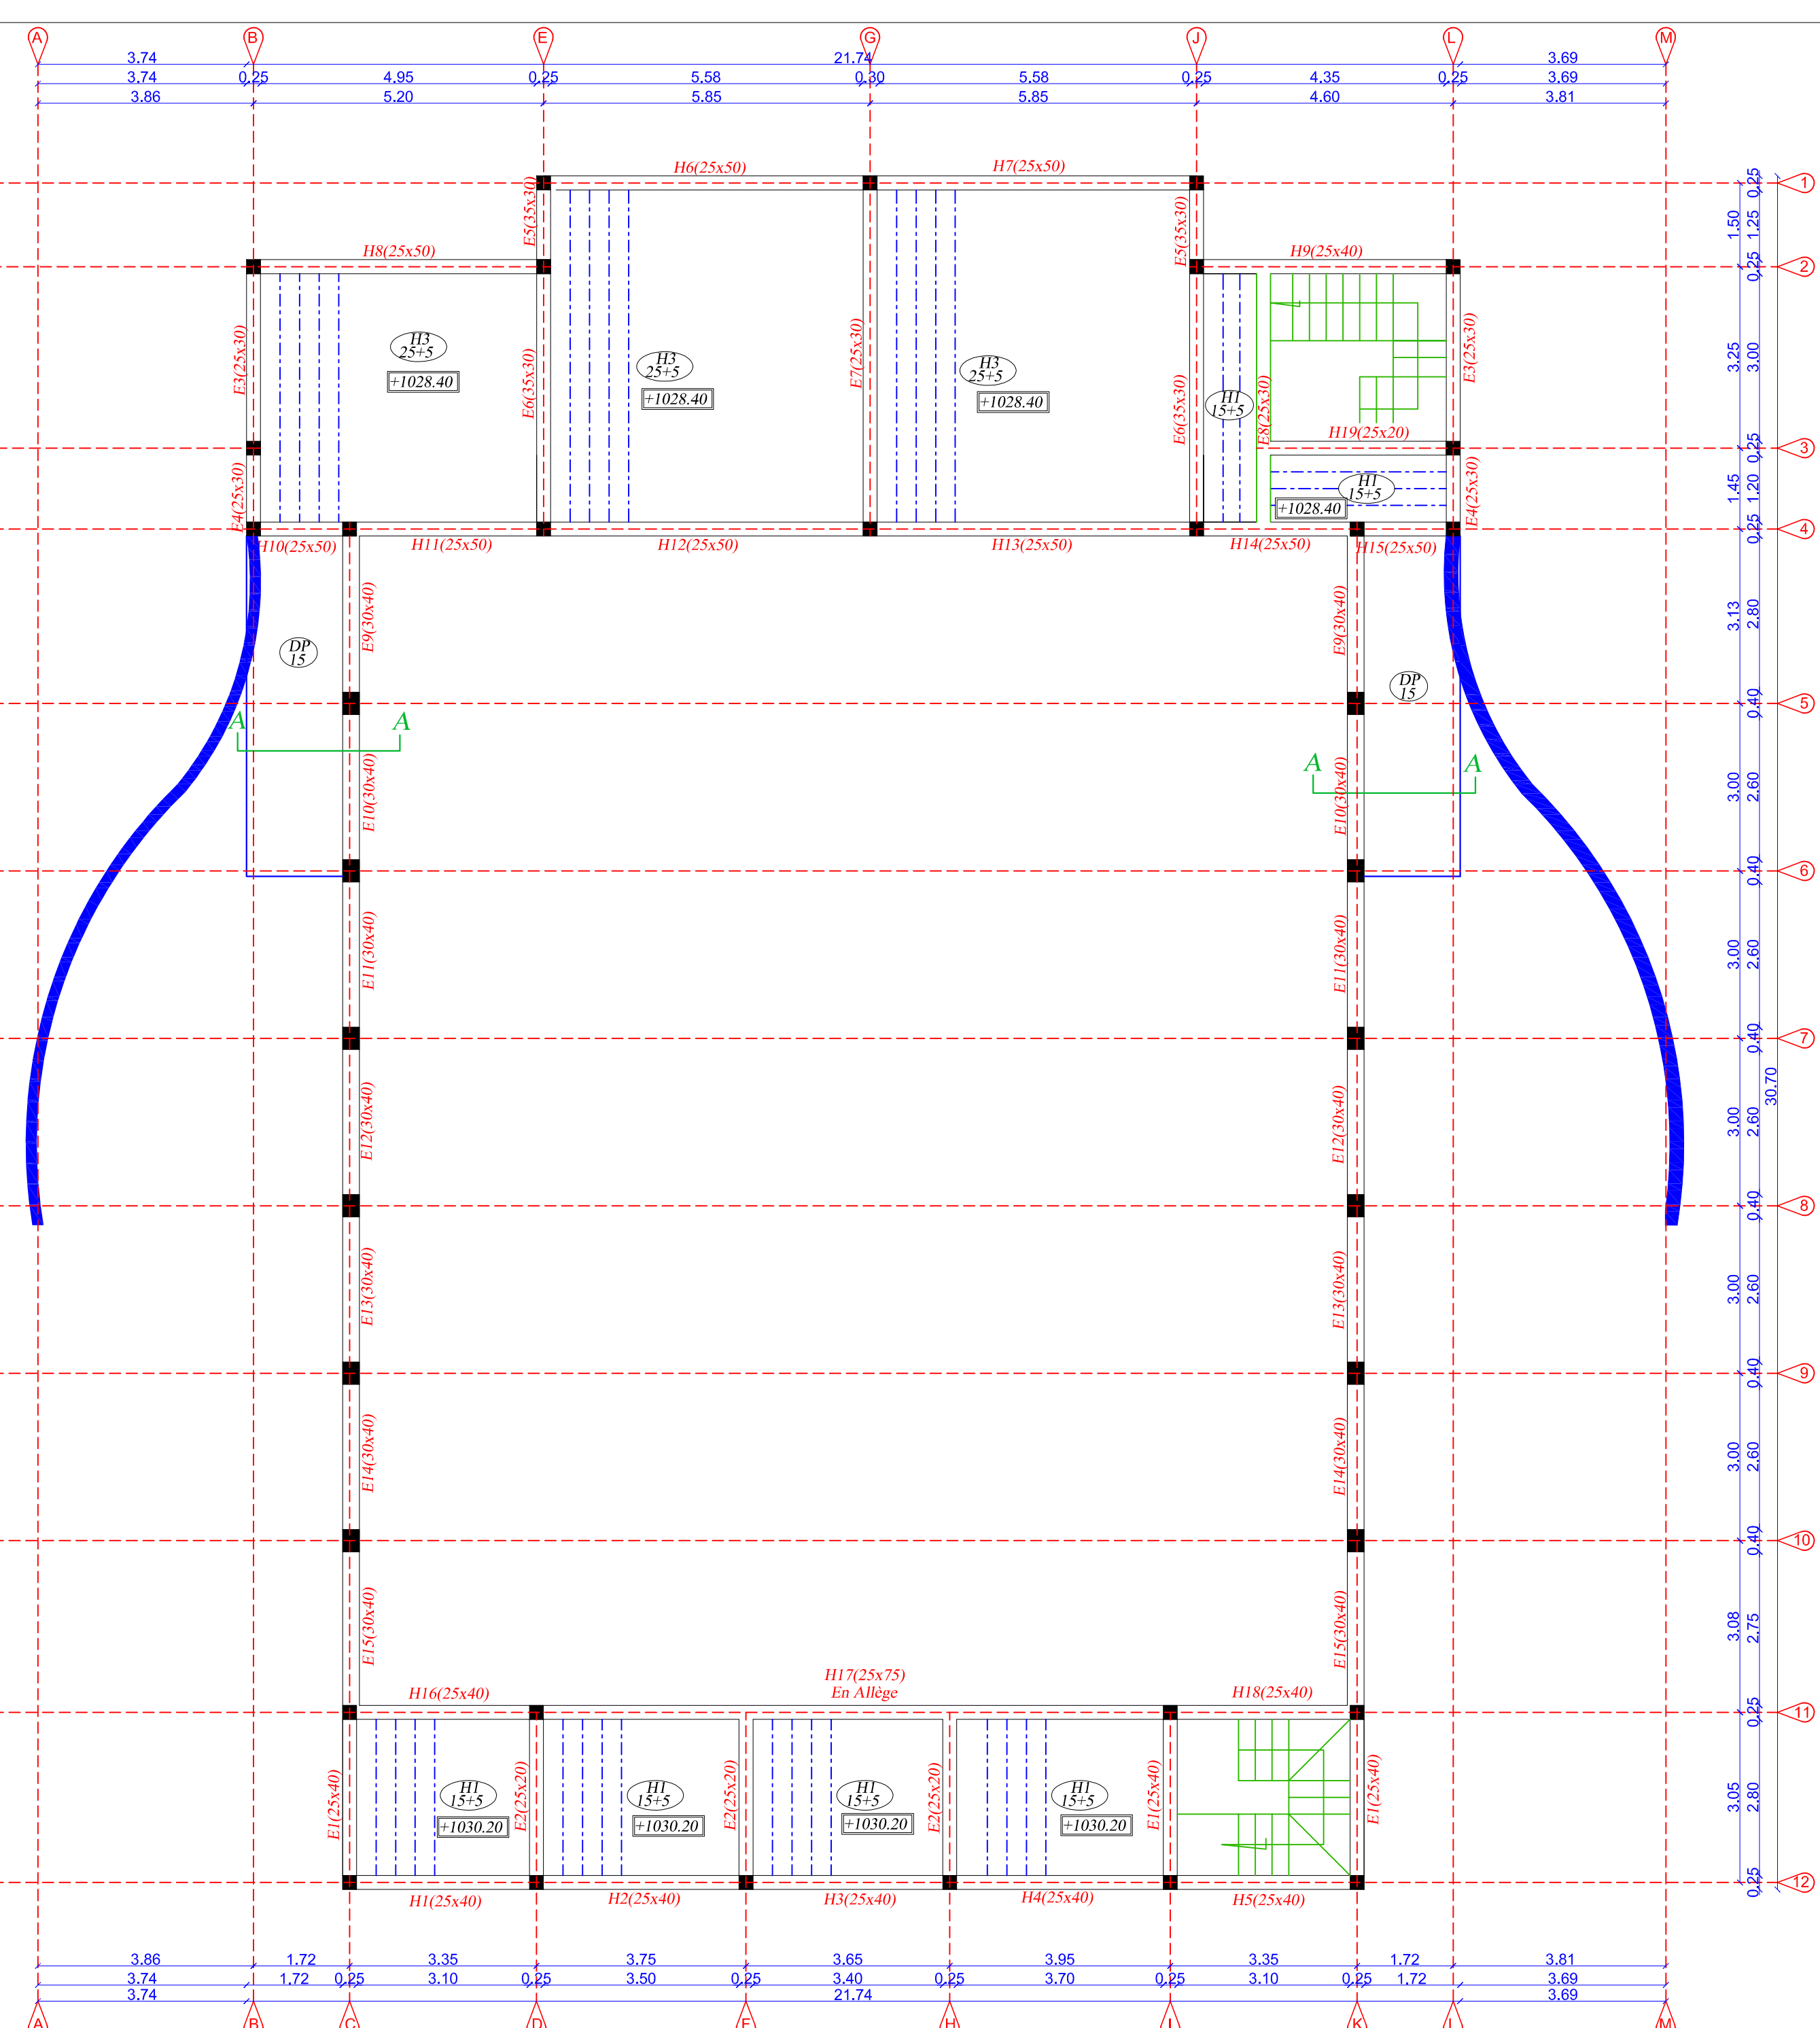 A B E G J L M
3.74 21.74 3.69
3.74 0.25 4.95 0.25 5.58 0.30 5.58 0.25 4.35 0.25 3.69
3.86 5.20 5.85 5.85 4.60 3.81
H6(25x50) H7(25x50)
1
0.25
E5(35x30) E5(35x30)
1.50 1.25
H8(25x50) H9(25x40)
2
0.25
E3(25x30) E6(35x30) E7(25x30) E6(35x30) E8(25x30) E3(25x30)
3.25 3.00
H3
25+5
+1028.40
H3
25+5
+1028.40
H3
25+5
+1028.40
H1
15+5
H19(25x20)
3
0.25
E4(25x30) E4(25x30)
1.45 1.20
H1
15+5
+1028.40
4
0.25
H10(25x50) H11(25x50) H12(25x50) H13(25x50) H14(25x50) H15(25x50)
E9(30x40) E9(30x40)
3.13 2.80
DP
15
DP
15
5
0.40
A A
A A
E10(30x40) E10(30x40)
3.00 2.60
6
0.40
E11(30x40) E11(30x40)
3.00 2.60
7
0.40
30.70
E12(30x40) E12(30x40)
3.00 2.60
8
0.40
E13(30x40) E13(30x40)
3.00 2.60
9
0.40
E14(30x40) E14(30x40)
3.00 2.60
10
0.40
E15(30x40) E15(30x40)
3.08 2.75
H16(25x40) H17(25x75) H18(25x40)
En Allège
11
0.25
E1(25x40) E2(25x20) E2(25x20) E2(25x20) E1(25x40) E1(25x40)
3.05 2.80
H1
15+5
+1030.20
H1
15+5
+1030.20
H1
15+5
+1030.20
H1
15+5
+1030.20
12
0.25
H1(25x40) H2(25x40) H3(25x40) H4(25x40) H5(25x40)
3.86 1.72 3.35 3.75 3.65 3.95 3.35 1.72 3.81
3.74 1.72 0.25 3.10 0.25 3.50 0.25 3.40 0.25 3.70 0.25 3.10 0.25 1.72 3.69
3.74 21.74 3.69
A B C D F H I K L M